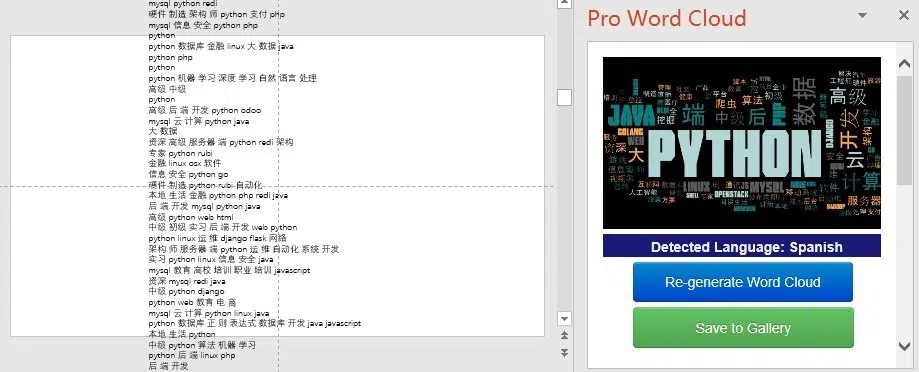 mysql python redi
硬件 制造 架构 师 python 支付 php
mysql 信息 安全 python php
python
python 数据库 金融 linux 大 数据 java
python php
python
python 机器 学习 深度 学习 自然 语言 处理
高级 中级
python
高级 后 端 开发 python odoo
mysql 云 计算 python java
大 数据
资深 高级 服务器 端 python redi 架构
专家 python rubi
金融 linux osx 软件
信息 安全 python go
硬件 制造 python rubi 自动化
本地 生活 金融 python php redi java
后 端 开发 mysql python java
高级 python web html
中级 初级 实习 后 端 开发 web python
python linux 运 维 django flask 网络
架构 师 服务器 端 python 运 维 自动化 系统 开发
实习 python linux 信息 安全 java
mysql 教育 高校 培训 职业 培训 javascript
资深 mysql redi java
中级 python django
python web 教育 电 商
mysql 云 计算 python linux java
python 数据库 正 则 表达式 数据库 开发 java javascript
本地 生活 python
中级 python 算法 机器 学习
python 后 端 linux php
后 端 开发
Pro Word Cloud
JAVA
端
爬虫
算法
初级
数据
高级
中级
后
PHP
挖掘
GOLANG
WEB
资深
大
PYTHON
DJANGO
开发
架构
云
安全
计算
游戏
互联网
LINUX
通讯
MYSQL
软件
服务器
人工智能
SHELL
专家
OPENSTACK
Detected Language: Spanish
Re-generate Word Cloud
Save to Gallery